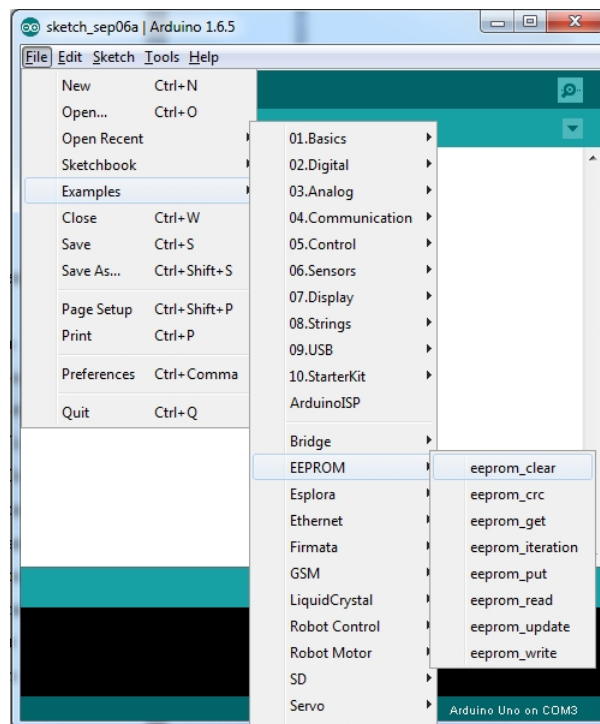 sketch_sep06a | Arduino 1.6.5
File Edit Sketch Tools Help
New Ctrl+N
Open... Ctrl+O
Open Recent
Sketchbook
Examples
Close Ctrl+W
Save Ctrl+S
Save As... Ctrl+Shift+S
Page Setup Ctrl+Shift+P
Print Ctrl+P
Preferences Ctrl+Comma
Quit Ctrl+Q
01.Basics
02.Digital
03.Analog
04.Communication
05.Control
06.Sensors
07.Display
08.Strings
09.USB
10.StarterKit
ArduinoISP
Bridge
EEPROM
Esplora
Ethernet
Firmata
GSM
LiquidCrystal
Robot Control
Robot Motor
SD
Servo
eeprom_clear
eeprom_crc
eeprom_get
eeprom_iteration
eeprom_put
eeprom_read
eeprom_update
eeprom_write
Arduino Uno on COM3